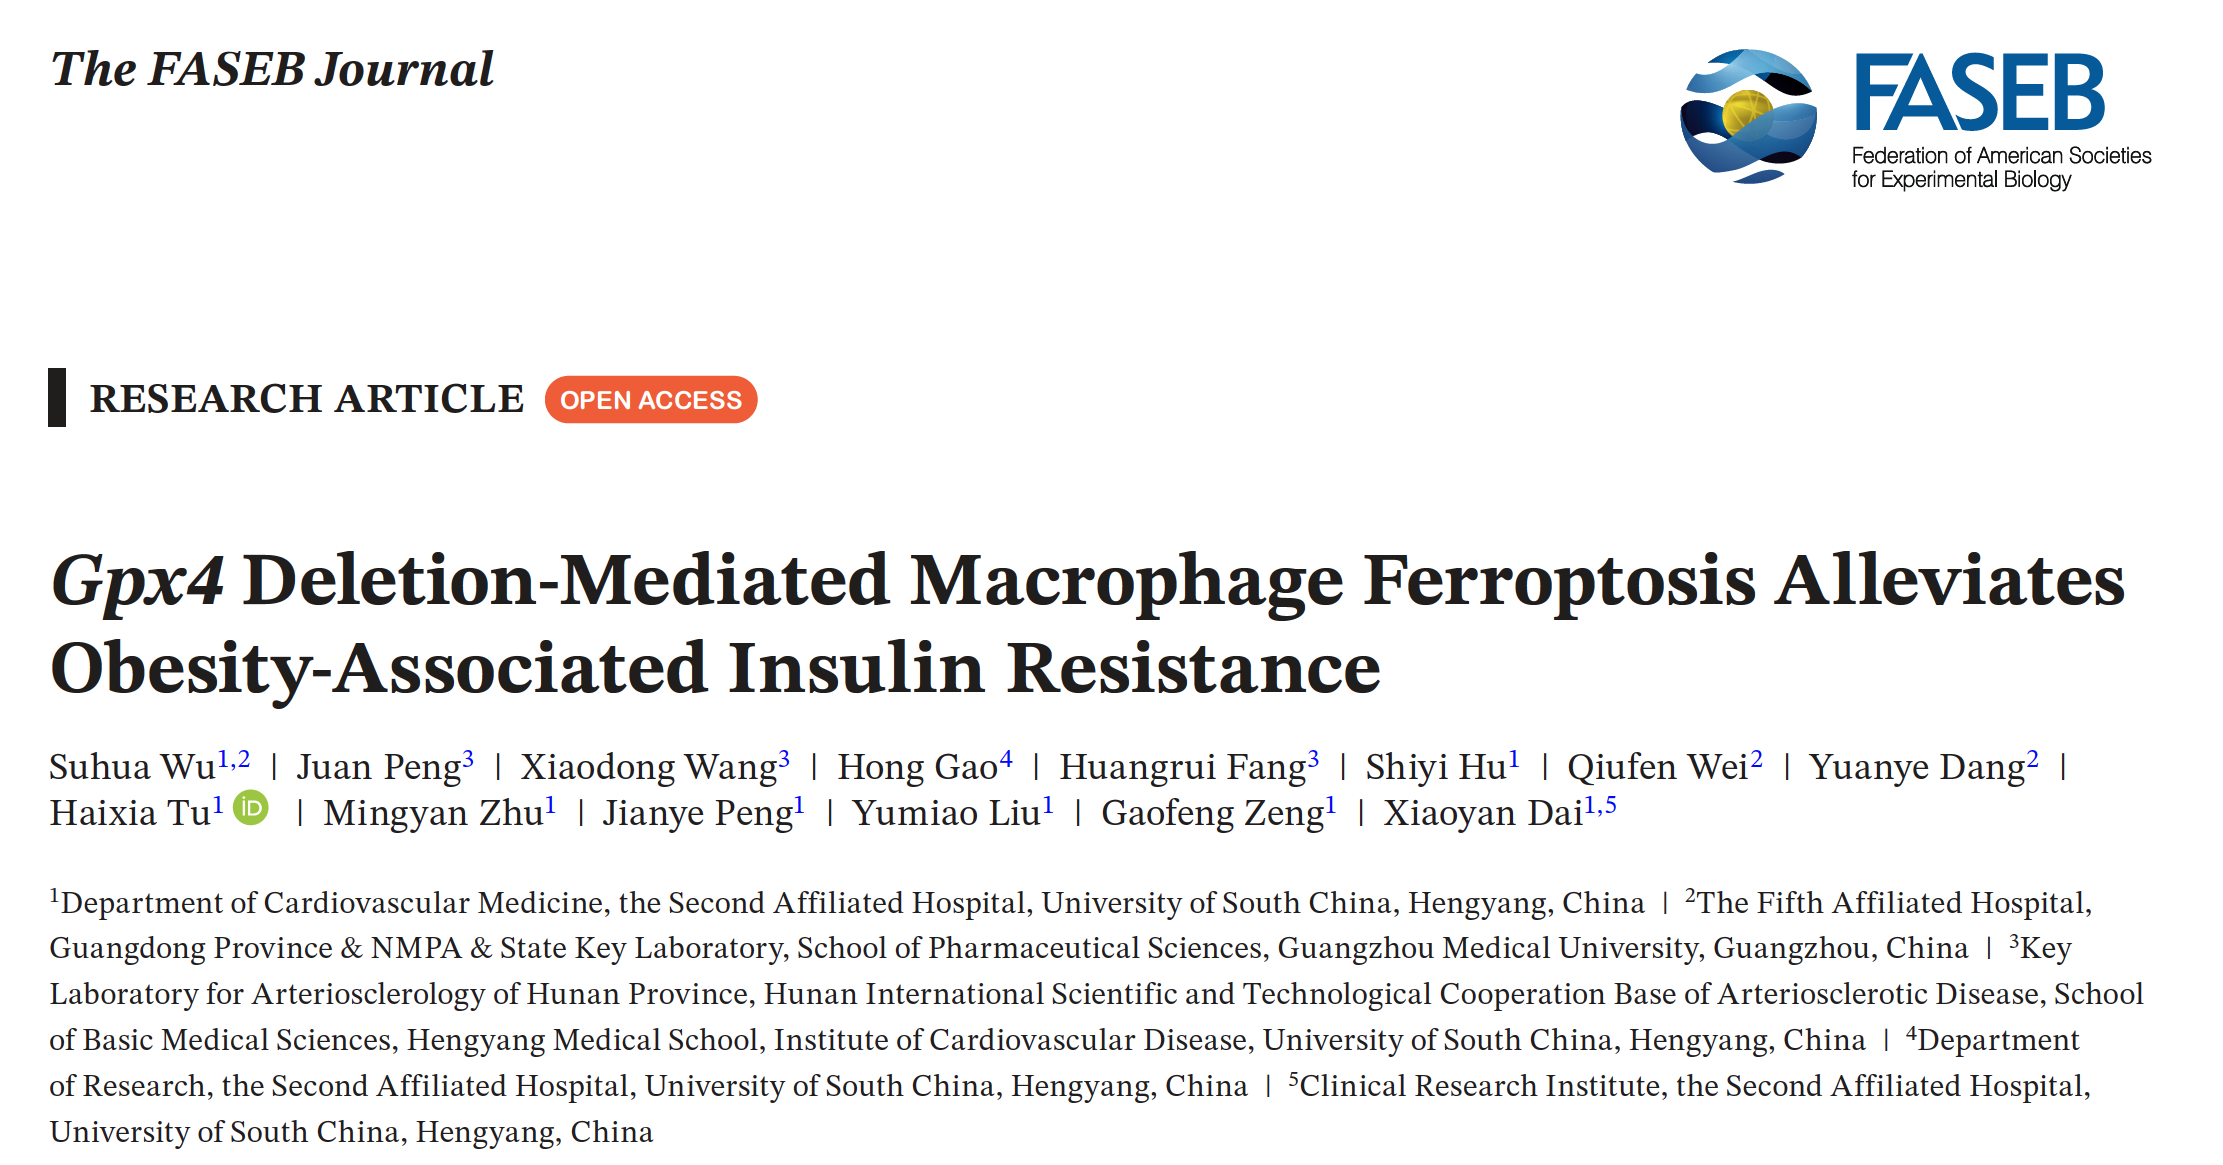 The FASEB Journal
FASEB
Federation of American Societies
for Experimental Biology
RESEARCH ARTICLE OPEN ACCESS
Gpx4 Deletion-Mediated Macrophage Ferroptosis Alleviates
Obesity-Associated Insulin Resistance
Suhua Wu1,2 | Juan Peng3 | Xiaodong Wang3 | Hong Gao4 | Huangrui Fang3 | Shiyi Hu1 | Qiufen Wei2 | Yuanye Dang2 |
Haixia Tu1 iD | Mingyan Zhu1 | Jianye Peng1 | Yumiao Liu1 | Gaofeng Zeng1 | Xiaoyan Dai1,5
1Department of Cardiovascular Medicine, the Second Affiliated Hospital, University of South China, Hengyang, China | 2The Fifth Affiliated Hospital,
Guangdong Province & NMPA & State Key Laboratory, School of Pharmaceutical Sciences, Guangzhou Medical University, Guangzhou, China | 3Key
Laboratory for Arteriosclerology of Hunan Province, Hunan International Scientific and Technological Cooperation Base of Arteriosclerotic Disease, School
of Basic Medical Sciences, Hengyang Medical School, Institute of Cardiovascular Disease, University of South China, Hengyang, China | 4Department
of Research, the Second Affiliated Hospital, University of South China, Hengyang, China | 5Clinical Research Institute, the Second Affiliated Hospital,
University of South China, Hengyang, China